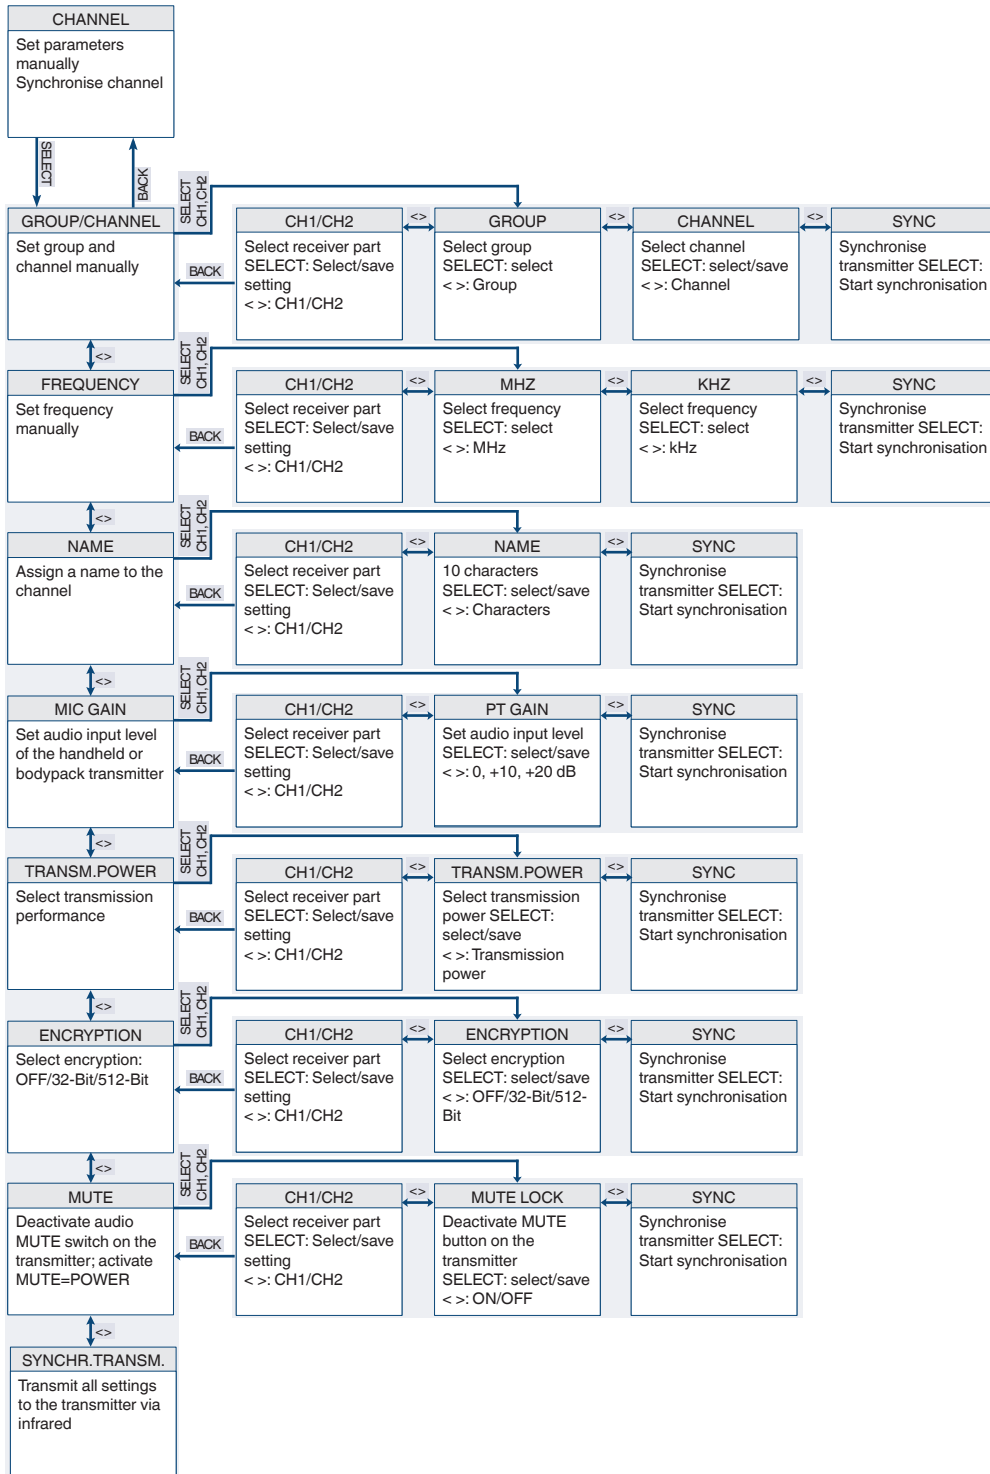 CHANNEL
Set parameters
manually
Synchronise channel
SELECT
BACK
SELECT
CH1, CH2
GROUP/CHANNEL
Set group and
channel manually
BACK
CH1/CH2
Select receiver part
SELECT: Select/save
setting
< >: CH1/CH2
<>
GROUP
Select group
SELECT: select
< >: Group
<>
CHANNEL
Select channel
SELECT: select/save
< >: Channel
<>
SYNC
Synchronise
transmitter SELECT:
Start synchronisation
<>
SELECT
CH1, CH2
FREQUENCY
Set frequency
manually
BACK
CH1/CH2
Select receiver part
SELECT: Select/save
setting
< >: CH1/CH2
<>
MHZ
Select frequency
SELECT: select
< >: MHz
<>
KHZ
Select frequency
SELECT: select
< >: kHz
<>
SYNC
Synchronise
transmitter SELECT:
Start synchronisation
<>
SELECT
CH1, CH2
NAME
Assign a name to the
channel
BACK
CH1/CH2
Select receiver part
SELECT: Select/save
setting
< >: CH1/CH2
<>
NAME
10 characters
SELECT: select/save
< >: Characters
<>
SYNC
Synchronise
transmitter SELECT:
Start synchronisation
<>
SELECT
CH1, CH2
MIC GAIN
Set audio input level
of the handheld or
bodypack transmitter
BACK
CH1/CH2
Select receiver part
SELECT: Select/save
setting
< >: CH1/CH2
<>
PT GAIN
Set audio input level
SELECT: select/save
< >: 0, +10, +20 dB
<>
SYNC
Synchronise
transmitter SELECT:
Start synchronisation
<>
SELECT
CH1, CH2
TRANSM.POWER
Select transmission
performance
BACK
CH1/CH2
Select receiver part
SELECT: Select/save
setting
< >: CH1/CH2
<>
TRANSM.POWER
Select transmission
power SELECT:
select/save
< >: Transmission
power
<>
SYNC
Synchronise
transmitter SELECT:
Start synchronisation
<>
SELECT
CH1, CH2
ENCRYPTION
Select encryption:
OFF/32-Bit/512-Bit
BACK
CH1/CH2
Select receiver part
SELECT: Select/save
setting
< >: CH1/CH2
<>
ENCRYPTION
Select encryption
SELECT: select/save
< >: OFF/32-Bit/512-
Bit
<>
SYNC
Synchronise
transmitter SELECT:
Start synchronisation
<>
SELECT
CH1, CH2
MUTE
Deactivate audio
MUTE switch on the
transmitter; activate
MUTE=POWER
BACK
CH1/CH2
Select receiver part
SELECT: Select/save
setting
< >: CH1/CH2
<>
MUTE LOCK
Deactivate MUTE
button on the
transmitter
SELECT: select/save
< >: ON/OFF
<>
SYNC
Synchronise
transmitter SELECT:
Start synchronisation
<>
SYNCHR.TRANSM.
Transmit all settings
to the transmitter via
infrared